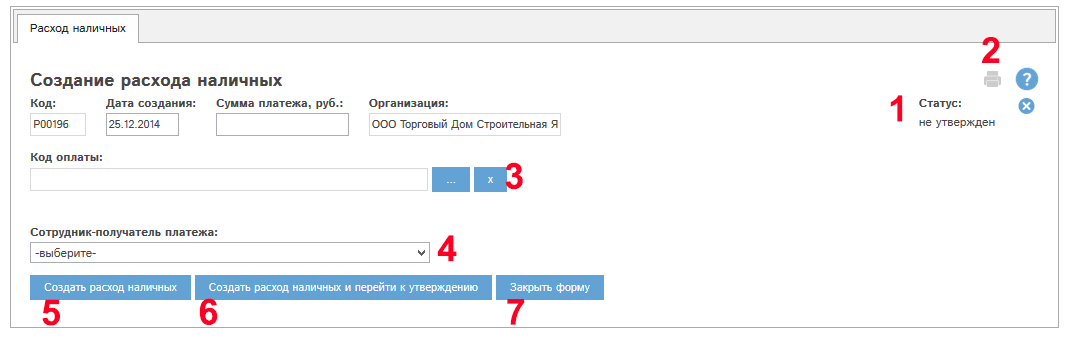 Расход наличных
2
Создание расхода наличных ?
Код: Дата создания: Сумма платежа, руб.: Организация: 1 Статус:
P00196 25.12.2014 ООО Торговый Дом Строительная Я не утвержден
Код оплаты:
... x 3
Сотрудник-получатель платежа:
-выберите- 4
Создать расход наличных Создать расход наличных и перейти к утверждению Закрыть форму
5 6 7